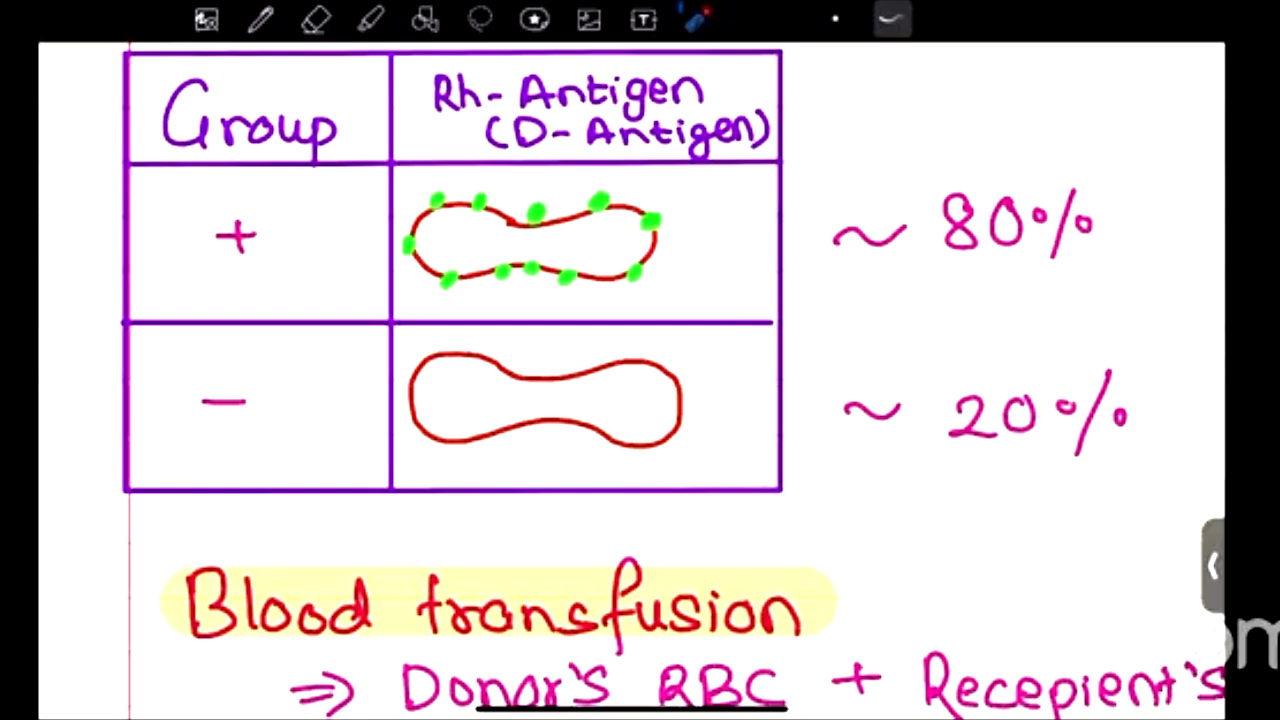 Group
Rh- Antigen
(D- Antigen)
+
~ 80%
-
~ 20%
Blood transfusion
⇒ Donor's RBC + Recepient's